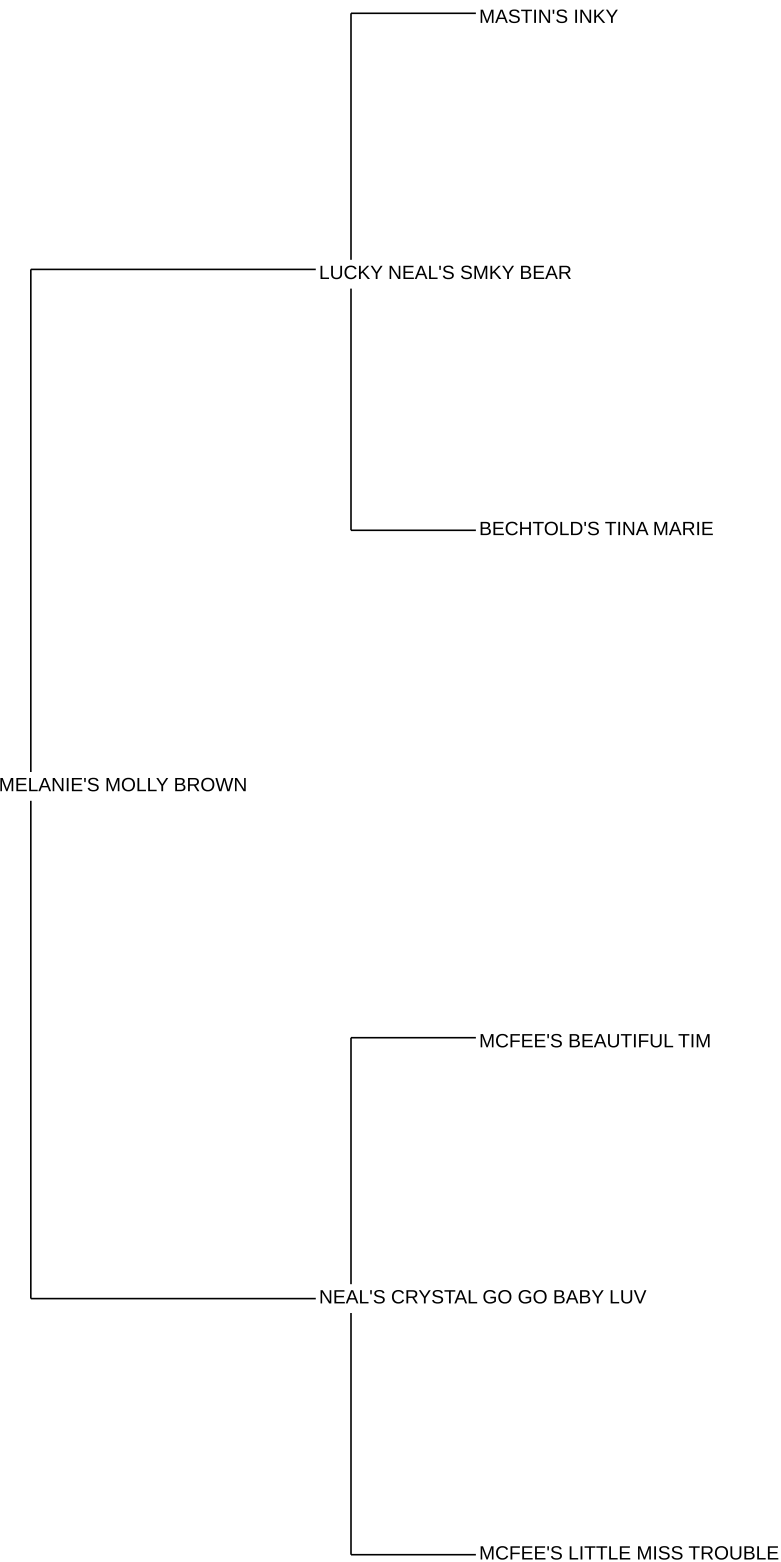 MASTIN'S INKY
LUCKY NEAL'S SMKY BEAR
BECHTOLD'S TINA MARIE
MELANIE'S MOLLY BROWN
MCFEE'S BEAUTIFUL TIM
NEAL'S CRYSTAL GO GO BABY LUV
MCFEE'S LITTLE MISS TROUBLE